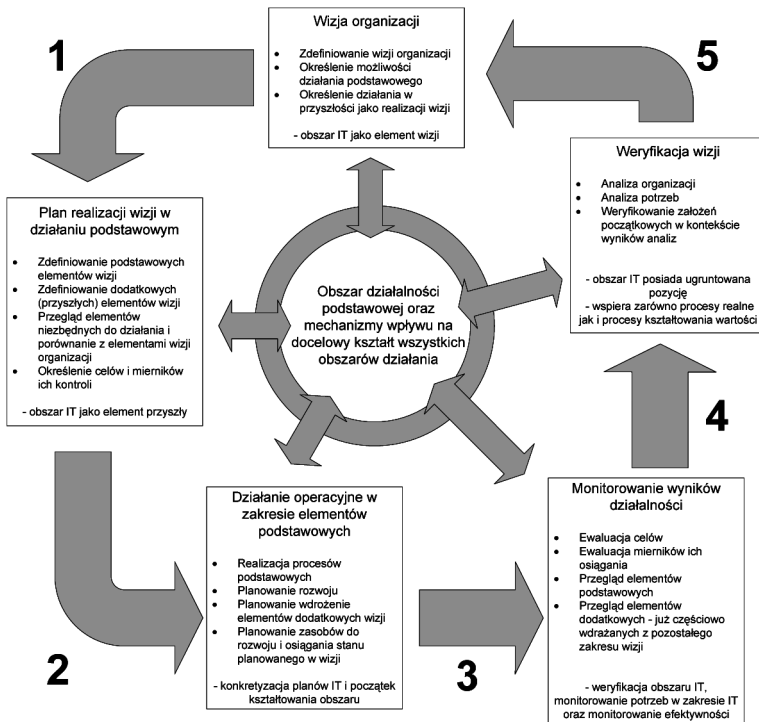 1
Wizja organizacji
• Zdefiniowanie wizji organizacji
• Określenie możliwości
działania podstawowego
• Określenie działania w
przyszłości jako realizacji wizji
- obszar IT jako element wizji
5
Plan realizacji wizji w
działaniu podstawowym
• Zdefiniowanie podstawowych
elementów wizji
• Zdefiniowanie dodatkowych
(przyszłych) elementów wizji
• Przegląd elementów
niezbędnych do działania i
porównanie z elementami wizji
organizacji
• Określenie celów i mierników
ich kontroli
- obszar IT jako element przyszły
Obszar działalności
podstawowej oraz
mechanizmy wpływu na
docelowy kształt wszystkich
obszarów działania
Weryfikacja wizji
• Analiza organizacji
• Analiza potrzeb
• Weryfikowanie założeń
początkowych w kontekście
wyników analiz
- obszar IT posiada ugruntowana
pozycję
- wspiera zarówno procesy realne
jak i procesy kształtowania wartości
2
Działanie operacyjne w
zakresie elementów
podstawowych
• Realizacja procesów
podstawowych
• Planowanie rozwoju
• Planowanie wdrożenie
elementów dodatkowych wizji
• Planowanie zasobów do
rozwoju i osiągania stanu
planowanego w wizji
- konkretyzacja planów IT i początek
kształtowania obszaru
3
4
Monitorowanie wyników
działalności
• Ewaluacja celów
• Ewaluacja mierników ich
osiągania
• Przegląd elementów
podstawowych
• Przegląd elementów
dodatkowych - już częściowo
wdrażanych z pozostałego
zakresu wizji
- weryfikacja obszaru IT,
monitorowanie potrzeb w zakresie IT
oraz monitorowanie efektywności